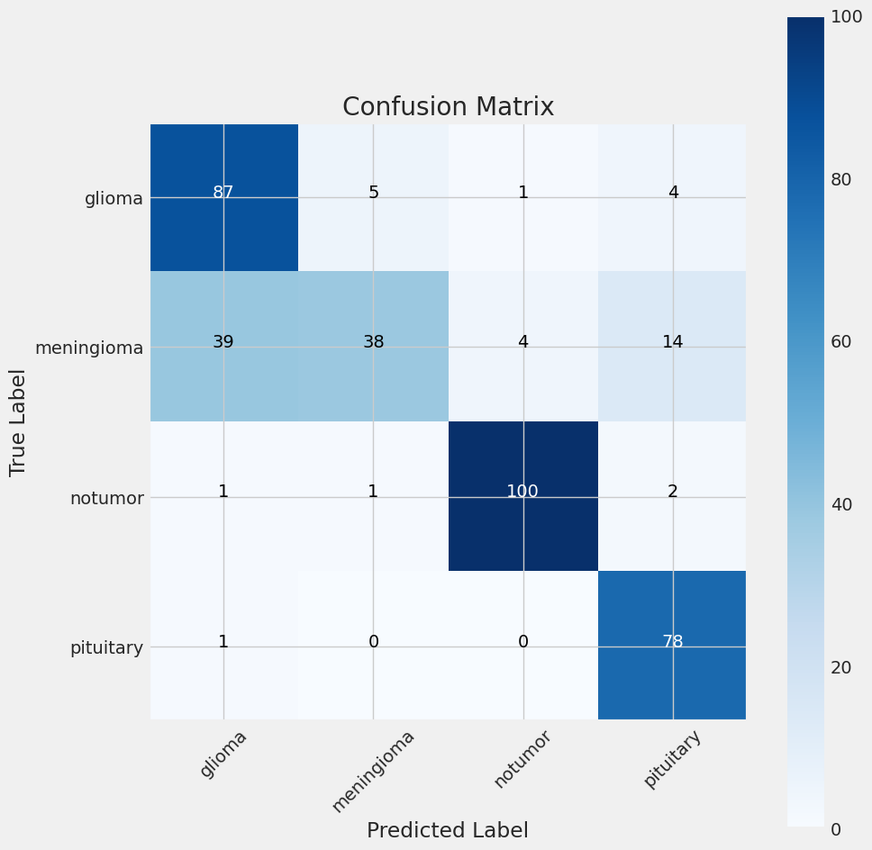 Confusion Matrix
glioma 87 5 1 4
meningioma 39 38 4 14
notumor 1 1 100 2
pituitary 1 0 0 78
glioma meningioma notumor pituitary
Predicted Label
True Label
100
80
60
40
20
0